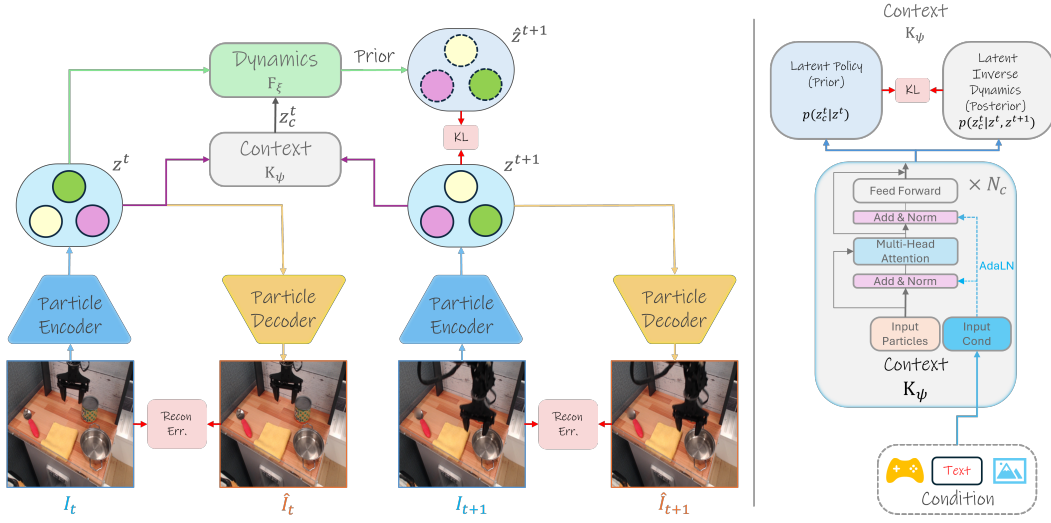 Dynamics
F_ξ
Prior
ẑ^{t+1}
z_c^t
KL
z^t
Context
K_ψ
z^{t+1}
Particle
Encoder
Particle
Decoder
Particle
Encoder
Particle
Decoder
Recon
Err.
Recon
Err.
I_t
Î_t
I_{t+1}
Î_{t+1}
Context
K_ψ
Latent Policy
(Prior)
p(z_c^t|z^t)
KL
Latent
Inverse
Dynamics
(Posterior)
p(z_c^t|z^t, z^{t+1})
Feed Forward
× N_c
Add & Norm
Multi-Head
Attention
AdaLN
Add & Norm
Input
Particles
Input
Cond
Context
K_ψ
Text
Condition